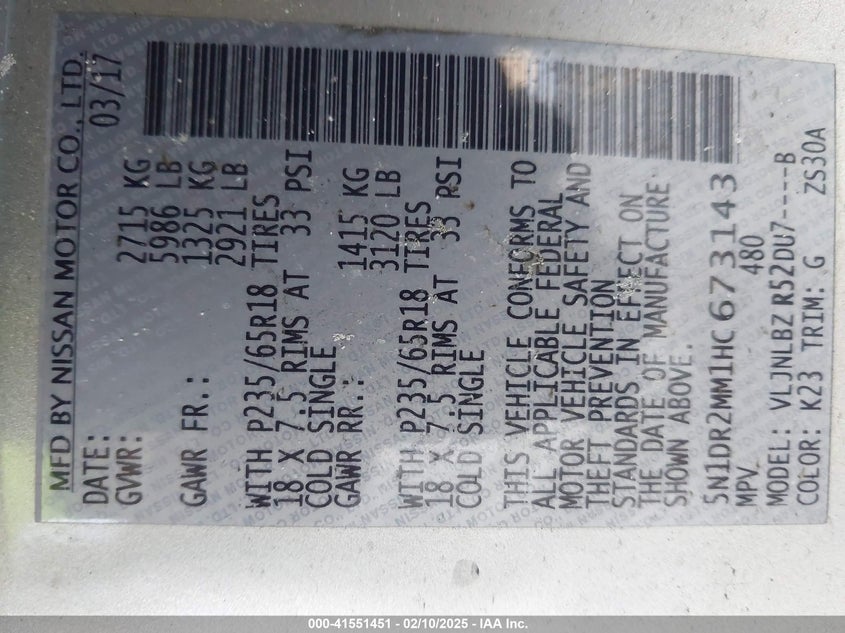 MFD BY NISSAN MOTOR CO., LTD.
DATE: 03/17
GVWR: 2715 KG
5986 LB
GAWR FR.: 1325 KG
2921 LB
WITH P235/65R18 TIRES
18 X 7.5 RIMS AT 33 PSI
COLD SINGLE
GAWR RR.: 1415 KG
3120 LB
WITH P235/65R18 TIRES
18 X 7.5 RIMS AT 33 PSI
COLD SINGLE
THIS VEHICLE CONFORMS TO
ALL APPLICABLE FEDERAL
MOTOR VEHICLE SAFETY AND
THEFT PREVENTION
STANDARDS IN EFFECT ON
THE DATE OF MANUFACTURE
SHOWN ABOVE.
5N1DR2MM1HC673143
MPV 480
MODEL: VLJNLBZ R52DU7----B
COLOR: K23 TRIM: G ZS30A
000-41551451 - 02/10/2025 - IAA Inc.